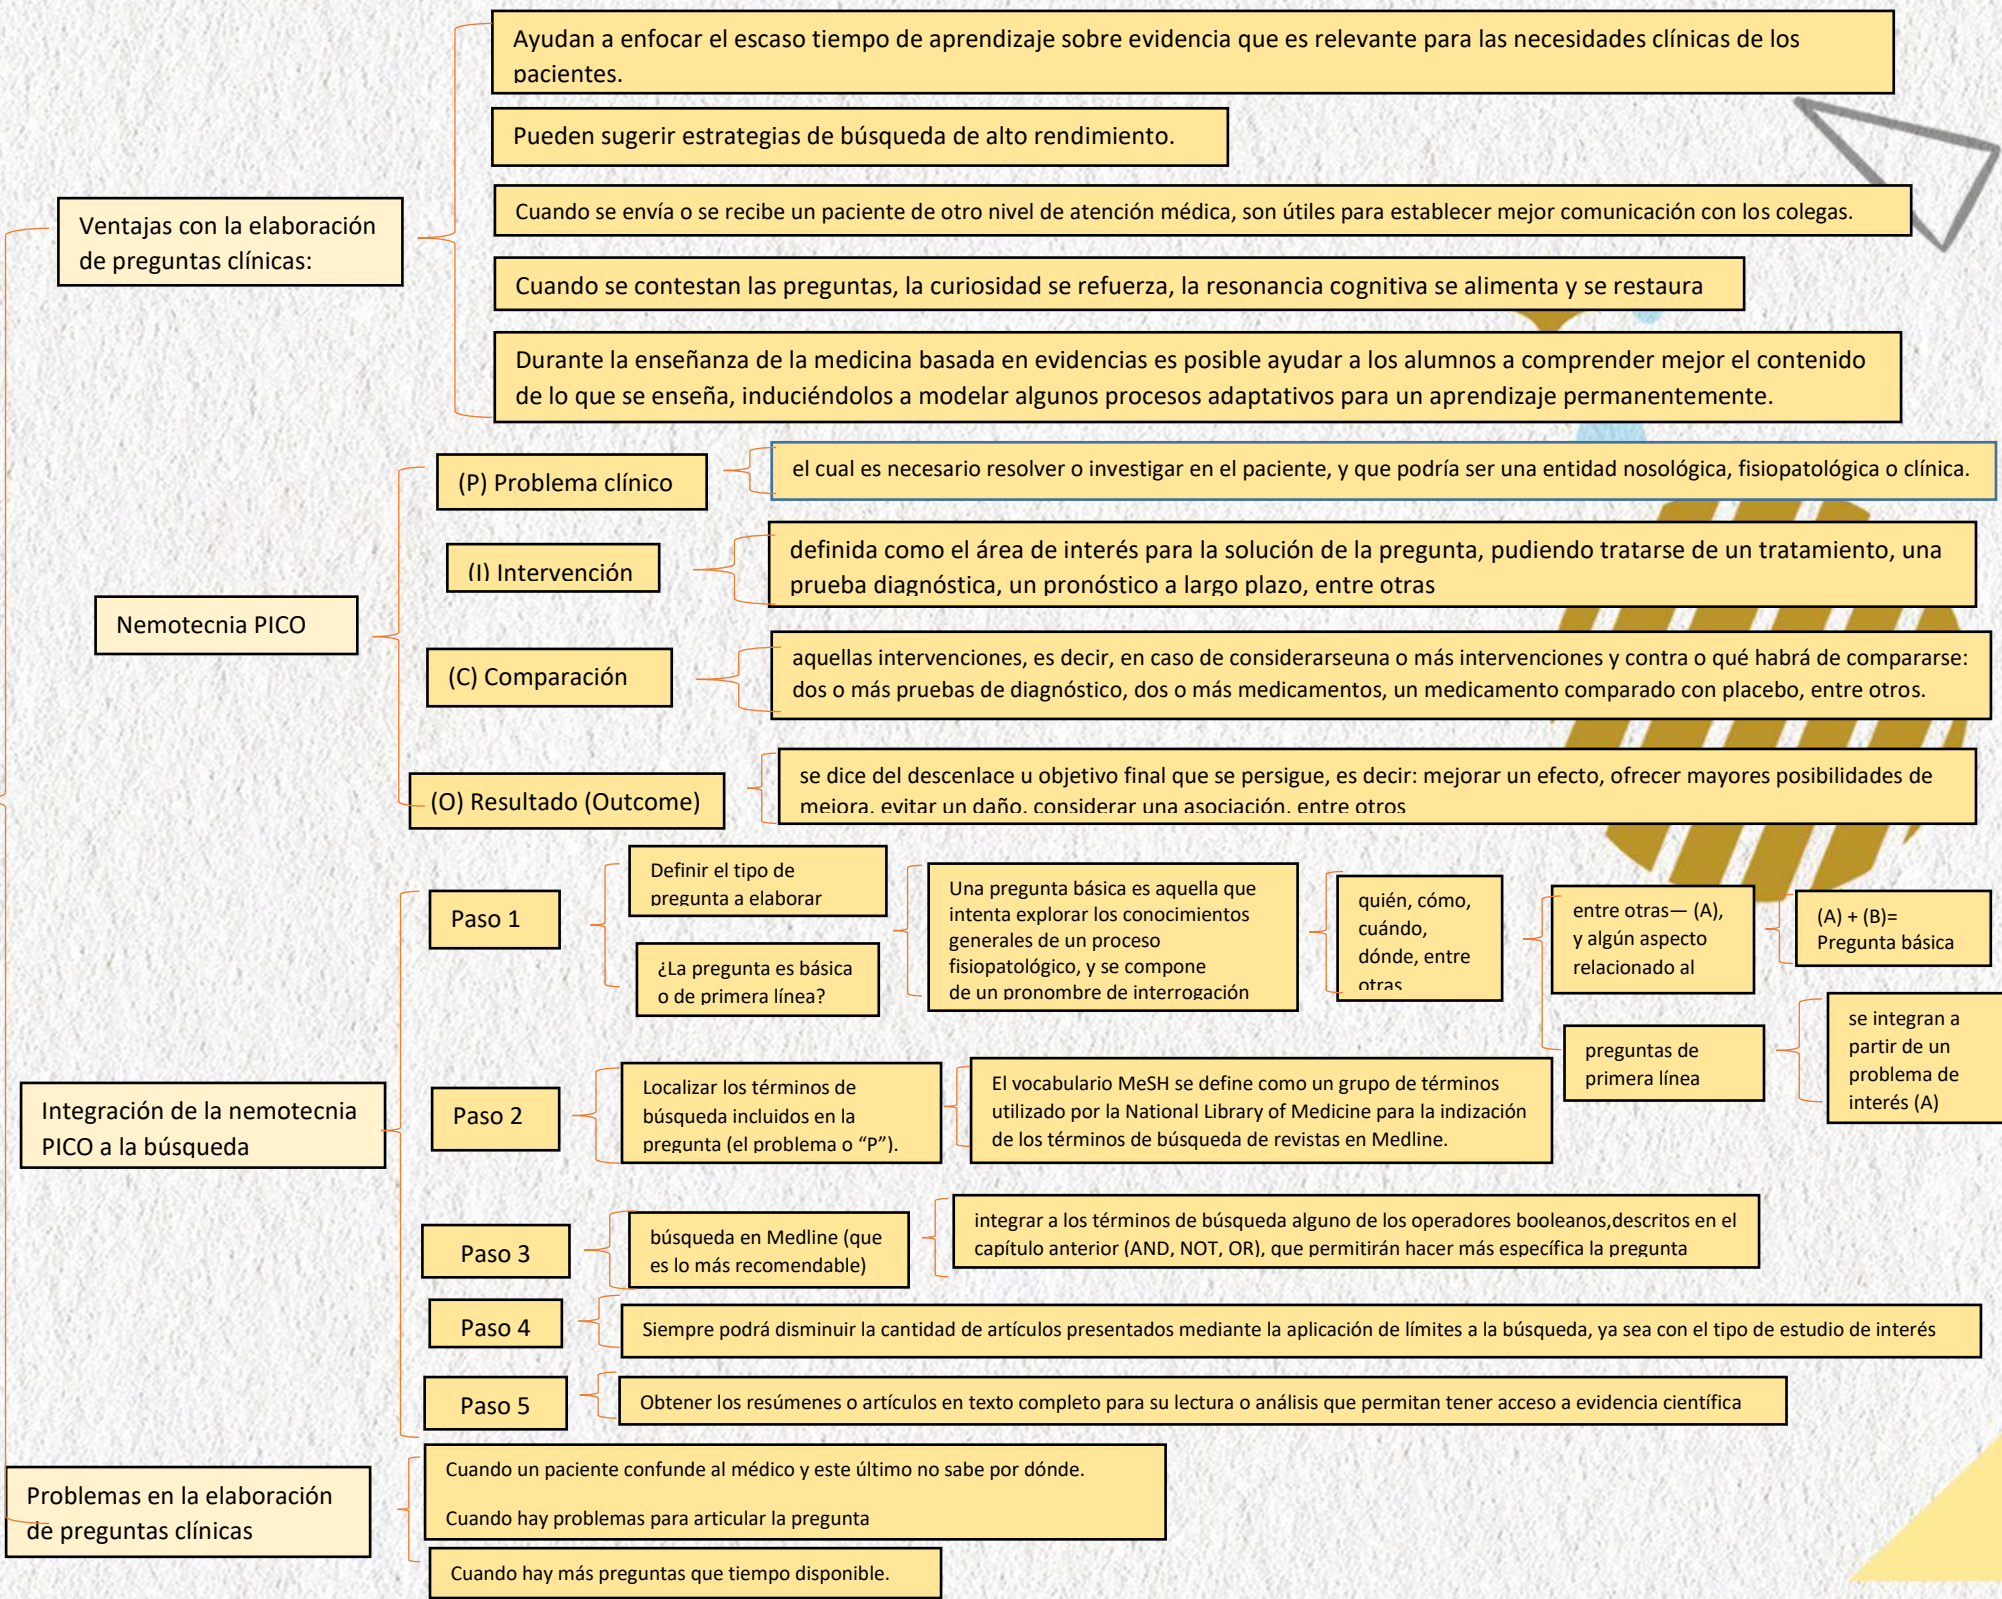 Ayudan a enfocar el escaso tiempo de aprendizaje sobre evidencia que es relevante para las necesidades clínicas de los
pacientes.
Pueden sugerir estrategias de búsqueda de alto rendimiento.
Cuando se envía o se recibe un paciente de otro nivel de atención médica, son útiles para establecer mejor comunicación con los colegas.
Ventajas con la elaboración
de preguntas clínicas:
Cuando se contestan las preguntas, la curiosidad se refuerza, la resonancia cognitiva se alimenta y se restaura
Durante la enseñanza de la medicina basada en evidencias es posible ayudar a los alumnos a comprender mejor el contenido
de lo que se enseña, induciéndolos a modelar algunos procesos adaptativos para un aprendizaje permanentemente.
Nemotecnia PICO
(P) Problema clínico
el cual es necesario resolver o investigar en el paciente, y que podría ser una entidad nosológica, fisiopatológica o clínica.
(I) Intervención
definida como el área de interés para la solución de la pregunta, pudiendo tratarse de un tratamiento, una
prueba diagnóstica, un pronóstico a largo plazo, entre otras
(C) Comparación
aquellas intervenciones, es decir, en caso de considerarseuna o más intervenciones y contra o qué habrá de compararse:
dos o más pruebas de diagnóstico, dos o más medicamentos, un medicamento comparado con placebo, entre otros.
(O) Resultado (Outcome)
se dice del descenlace u objetivo final que se persigue, es decir: mejorar un efecto, ofrecer mayores posibilidades de
mejora, evitar un daño, considerar una asociación, entre otros
Integración de la nemotecnia
PICO a la búsqueda
Paso 1
Definir el tipo de
pregunta a elaborar
¿La pregunta es básica
o de primera línea?
Una pregunta básica es aquella que
intenta explorar los conocimientos
generales de un proceso
fisiopatológico, y se compone
de un pronombre de interrogación
quién, cómo,
cuándo,
dónde, entre
otras
entre otras— (A),
y algún aspecto
relacionado al
(A) + (B)=
Pregunta básica
preguntas de
primera línea
se integran a
partir de un
problema de
interés (A)
Paso 2
Localizar los términos de
búsqueda incluidos en la
pregunta (el problema o “P”).
El vocabulario MeSH se define como un grupo de términos
utilizado por la National Library of Medicine para la indización
de los términos de búsqueda de revistas en Medline.
Paso 3
búsqueda en Medline (que
es lo más recomendable)
integrar a los términos de búsqueda alguno de los operadores booleanos,descritos en el
capítulo anterior (AND, NOT, OR), que permitirán hacer más específica la pregunta
Paso 4
Siempre podrá disminuir la cantidad de artículos presentados mediante la aplicación de límites a la búsqueda, ya sea con el tipo de estudio de interés
Paso 5
Obtener los resúmenes o artículos en texto completo para su lectura o análisis que permitan tener acceso a evidencia científica
Problemas en la elaboración
de preguntas clínicas
Cuando un paciente confunde al médico y este último no sabe por dónde.
Cuando hay problemas para articular la pregunta
Cuando hay más preguntas que tiempo disponible.